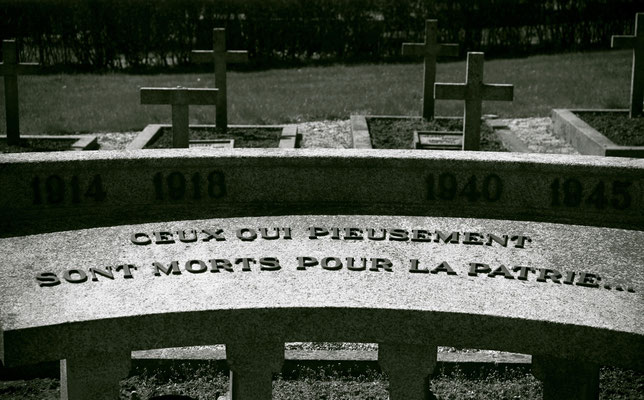 1914 1918 1940 1945
CEUX QUI PIEUSEMENT
SONT MORTS POUR LA PATRIE...